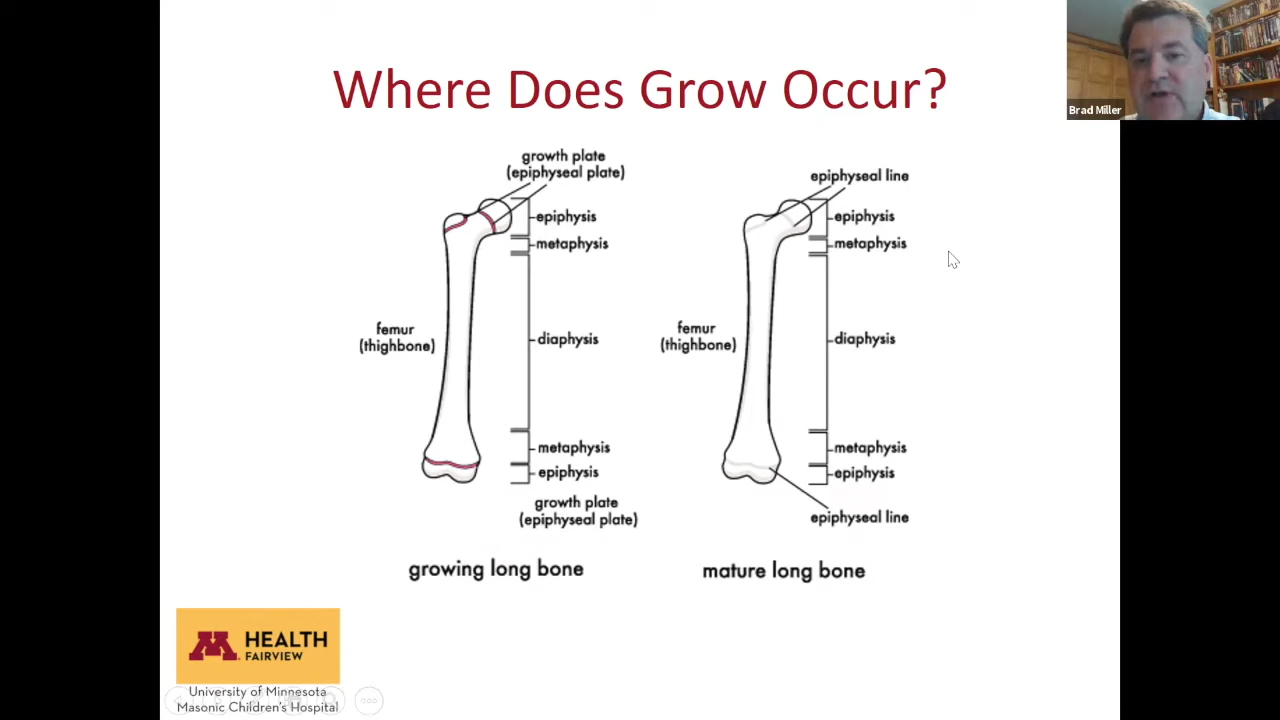 Where Does Grow Occur?
Brad Miller
growth plate
(epiphyseal plate)
epiphysis
metaphysis
femur
(thighbone)
diaphysis
metaphysis
epiphysis
growth plate
(epiphyseal plate)
growing long bone
epiphyseal line
epiphysis
metaphysis
femur
(thighbone)
diaphysis
metaphysis
epiphysis
epiphyseal line
mature long bone
M HEALTH
FAIRVIEW
University of Minnesota
Masonic Children's Hospital